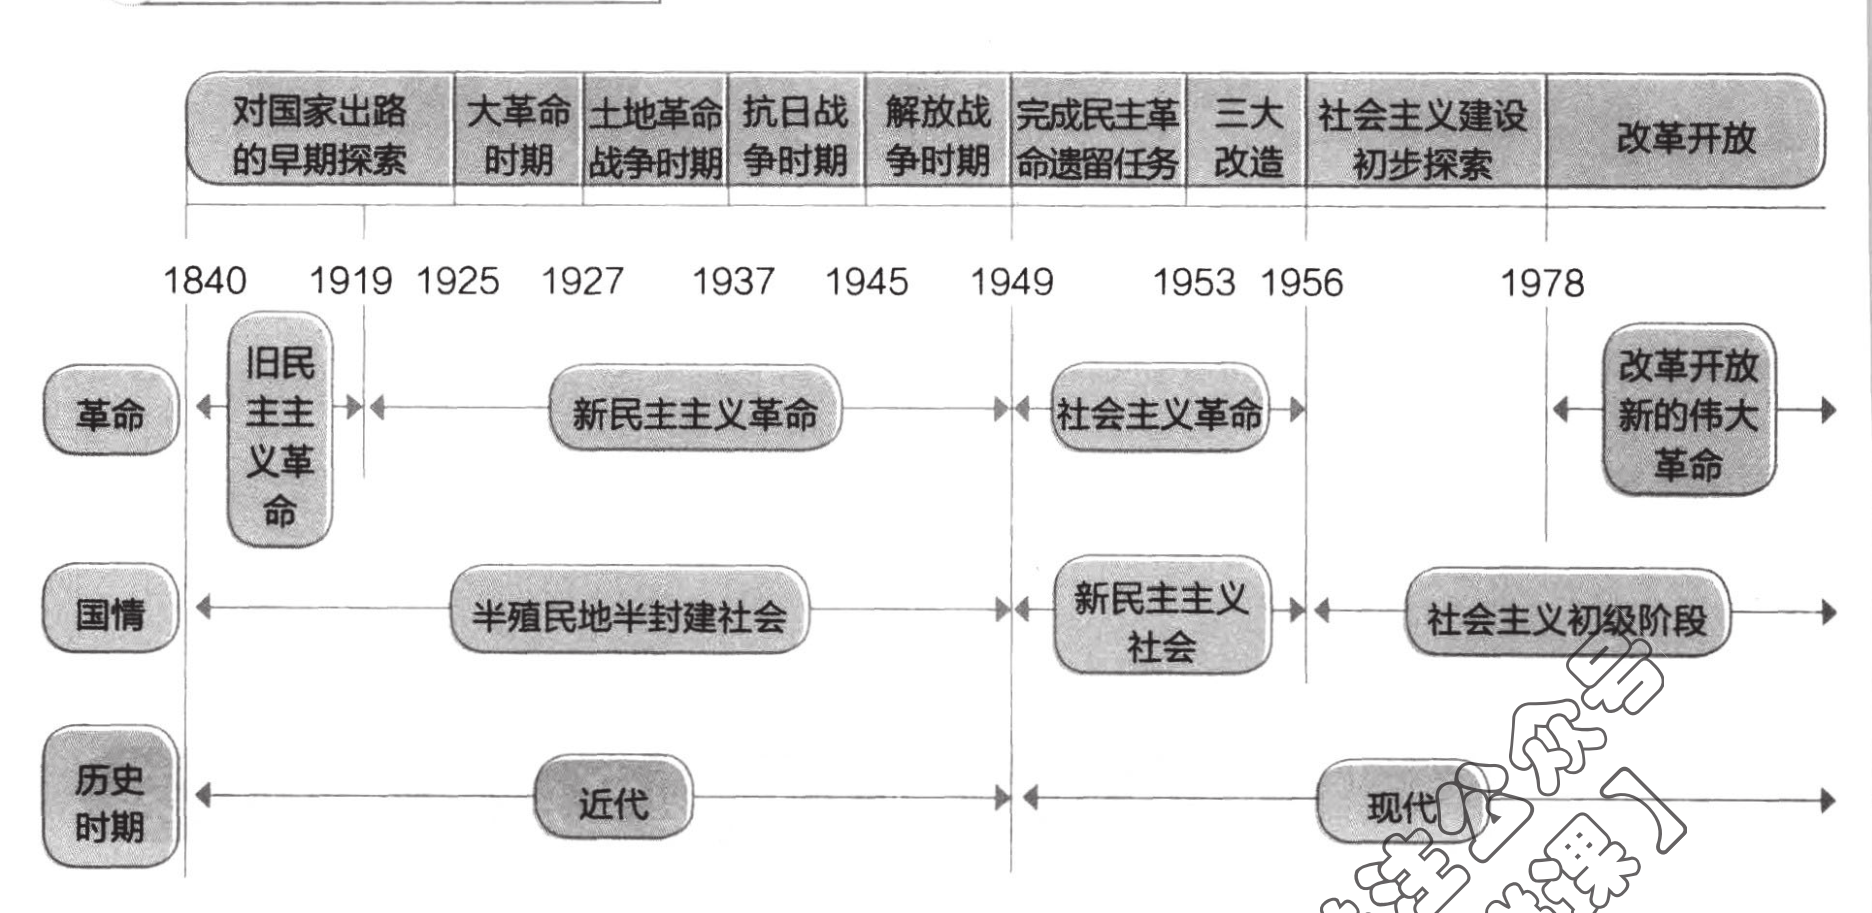 对国家出路
的早期探索
大革命
时期
土地革命
战争时期
抗日战
争时期
解放战
争时期
完成民主革
命遗留任务
三大
改造
社会主义建设
初步探索
改革开放
1840 1919 1925 1927 1937 1945 1949 1953 1956 1978
革命
旧民
主主
义革
命
新民主主义革命
社会主义革命
改革开放
新的伟大
革命
国情
半殖民地半封建社会
新民主主义
社会
社会主义初级阶段
历史
时期
近代
现代
注公众号
课】